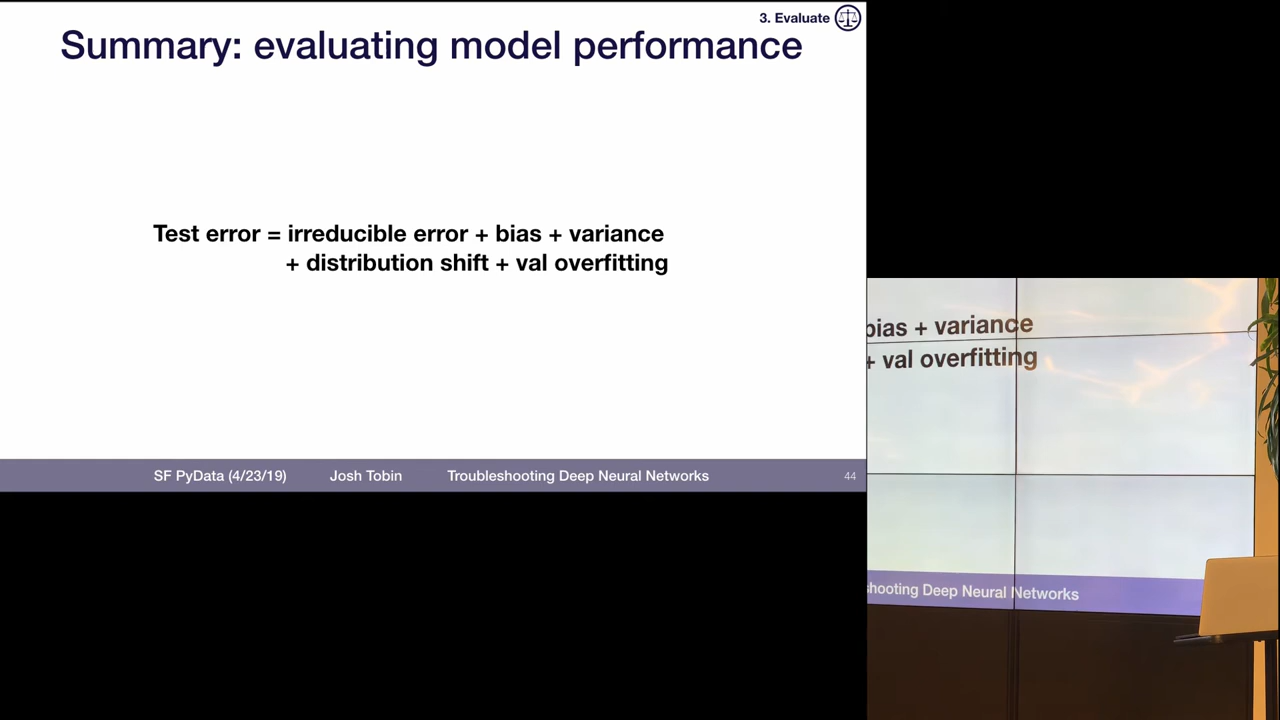 3. Evaluate
Summary: evaluating model performance
Test error = irreducible error + bias + variance
+ distribution shift + val overfitting
SF PyData (4/23/19) Josh Tobin Troubleshooting Deep Neural Networks 44
bias + variance
+ val overfitting
shooting Deep Neural Networks